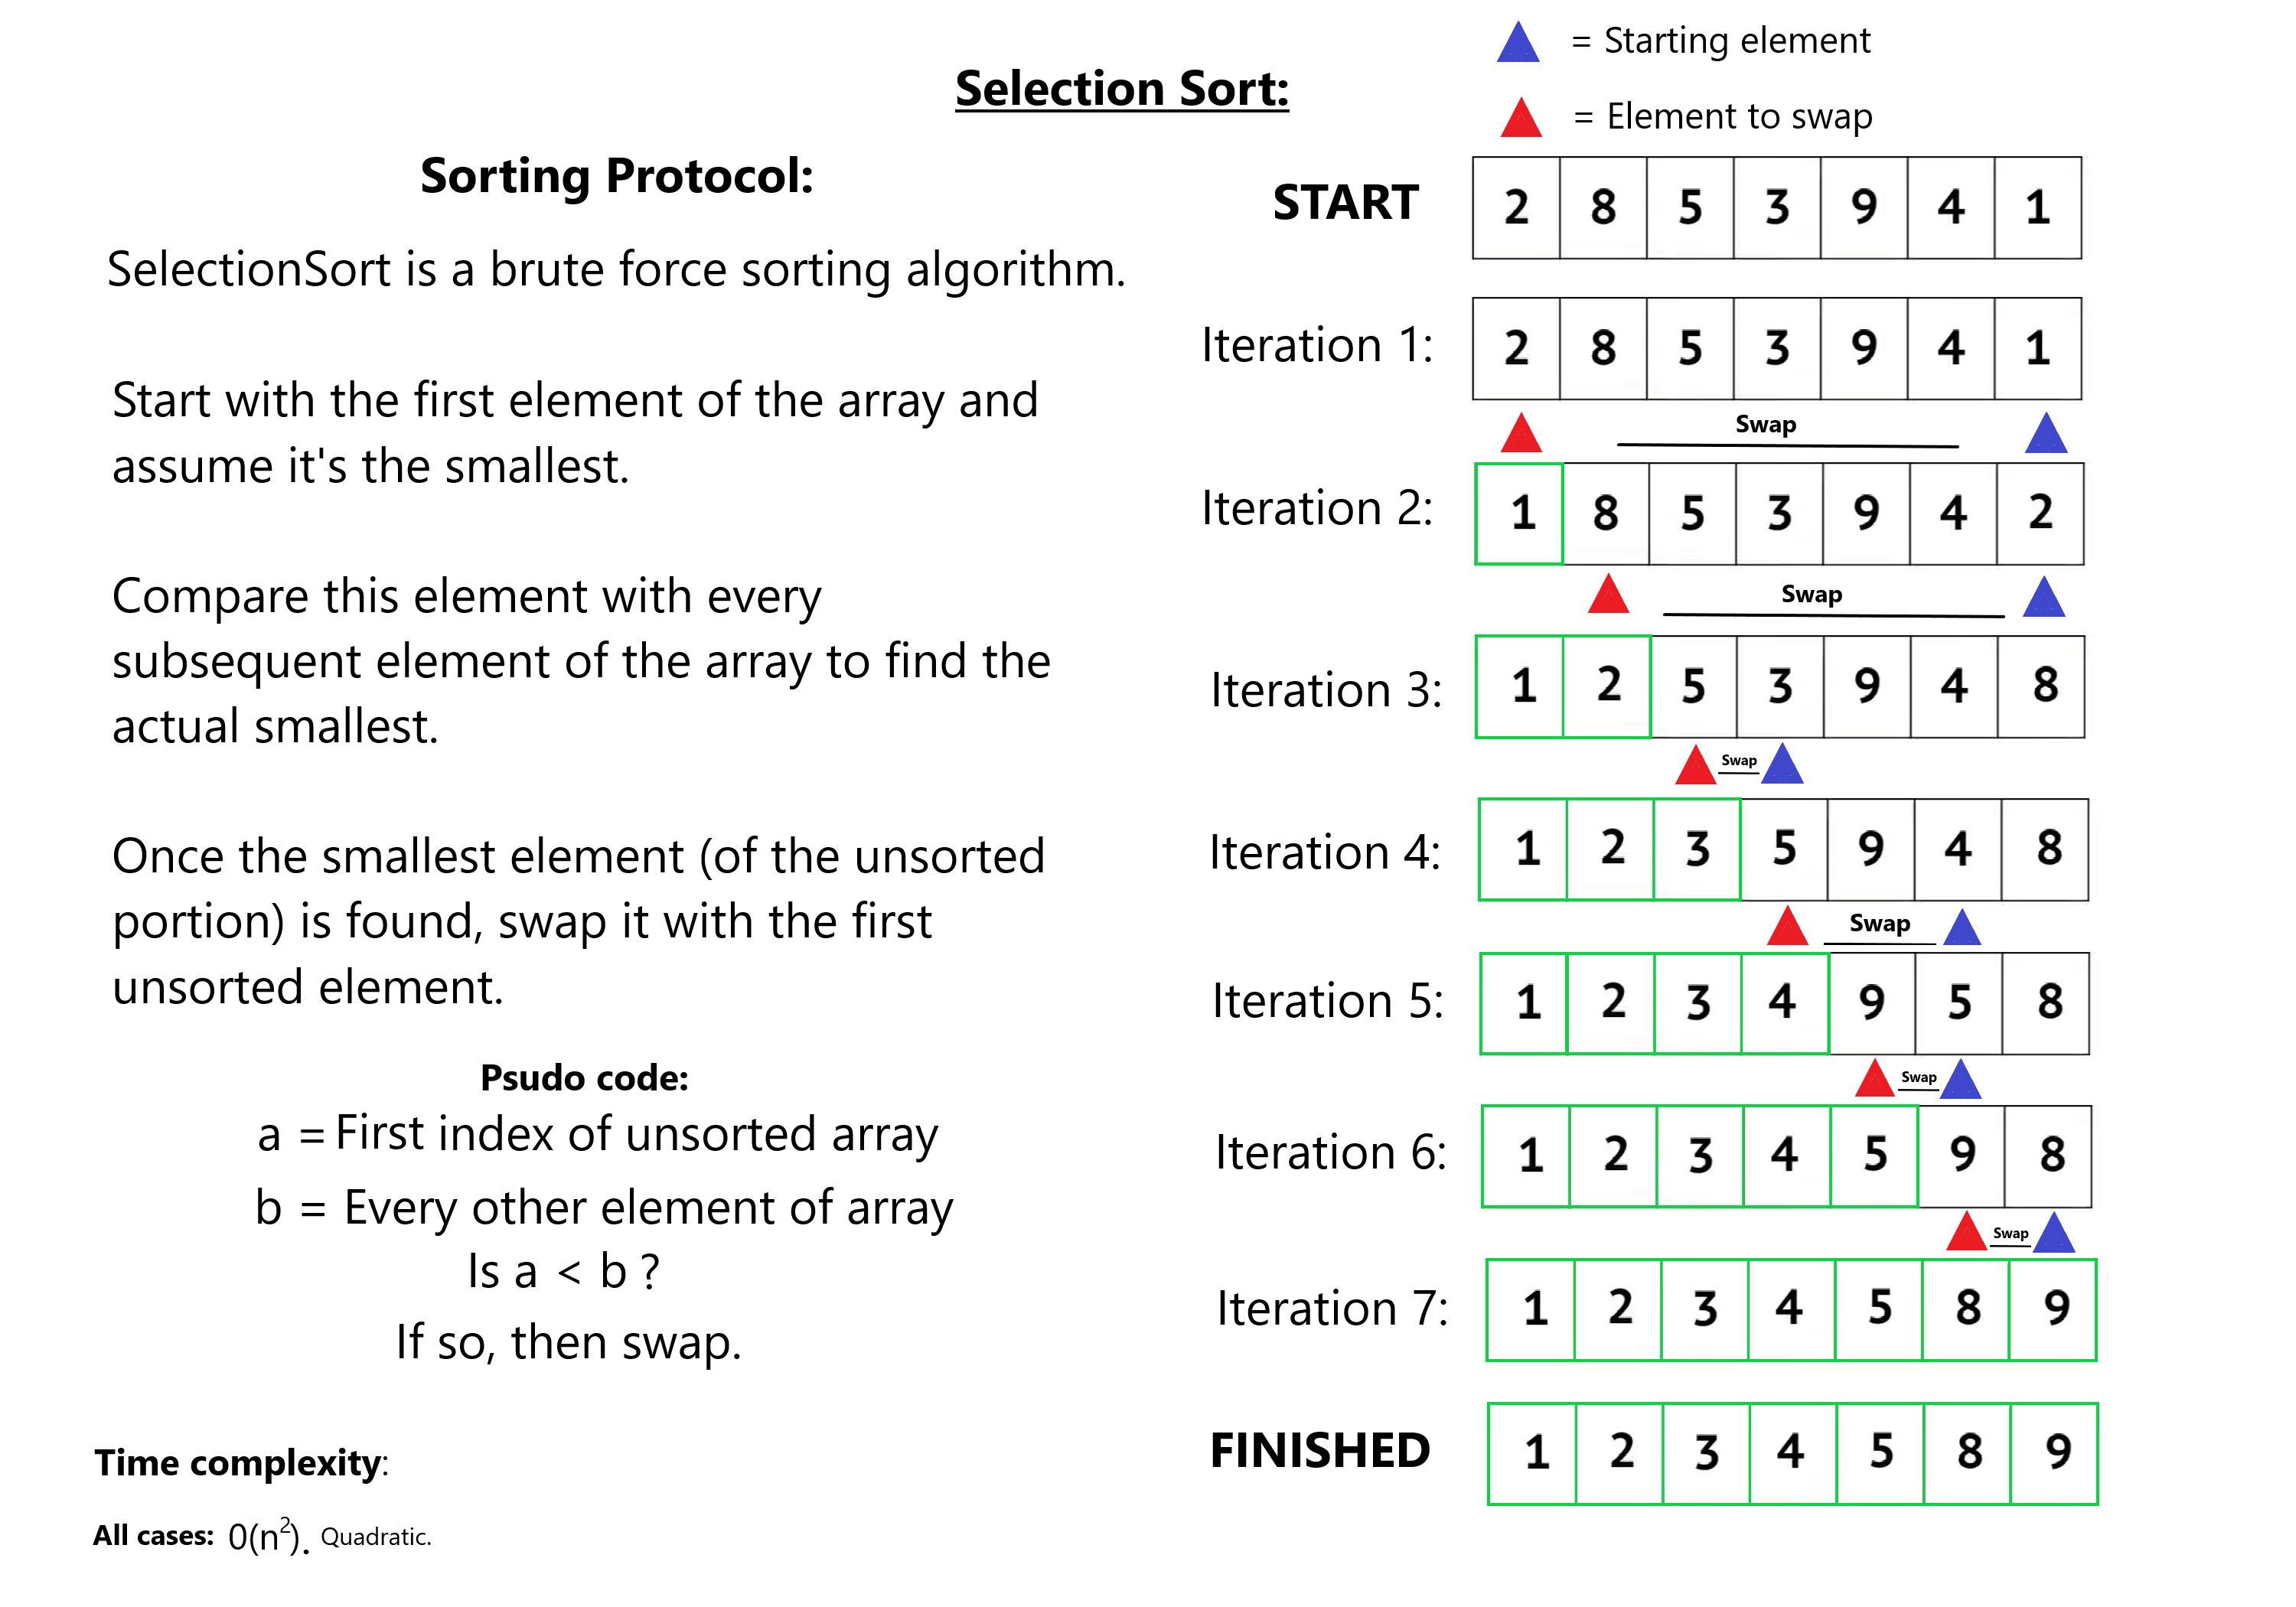 Selection Sort:
= Starting element
= Element to swap
Sorting Protocol:
SelectionSort is a brute force sorting algorithm.
Start with the first element of the array and
assume it's the smallest.
Compare this element with every
subsequent element of the array to find the
actual smallest.
Once the smallest element (of the unsorted
portion) is found, swap it with the first
unsorted element.
Psudo code:
a = First index of unsorted array
b = Every other element of array
Is a < b ?
If so, then swap.
Time complexity:
All cases: 0(n²). Quadratic.
START 2 8 5 3 9 4 1
Iteration 1: 2 8 5 3 9 4 1
Swap
Iteration 2: 1 8 5 3 9 4 2
Swap
Iteration 3: 1 2 5 3 9 4 8
Swap
Iteration 4: 1 2 3 5 9 4 8
Swap
Iteration 5: 1 2 3 4 9 5 8
Swap
Iteration 6: 1 2 3 4 5 9 8
Swap
Iteration 7: 1 2 3 4 5 8 9
FINISHED 1 2 3 4 5 8 9